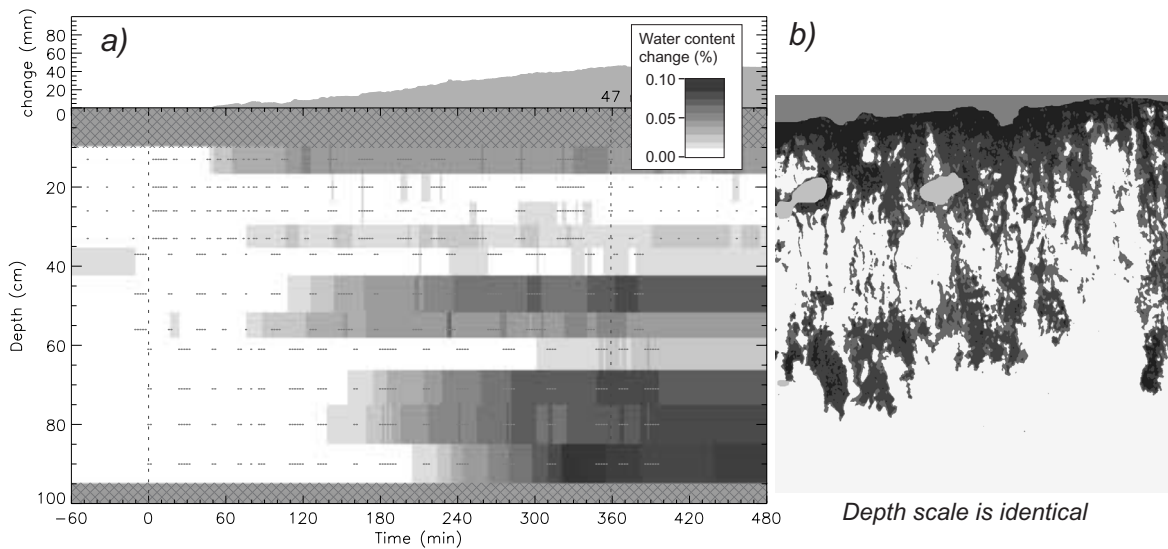 a)
b)
change (mm)
80
60
40
20
0
Water content
change (%)
0.10
0.05
0.00
47
Depth (cm)
0
20
40
60
80
100
-60 0 60 120 180 240 300 360 420 480
Time (min)
Depth scale is identical